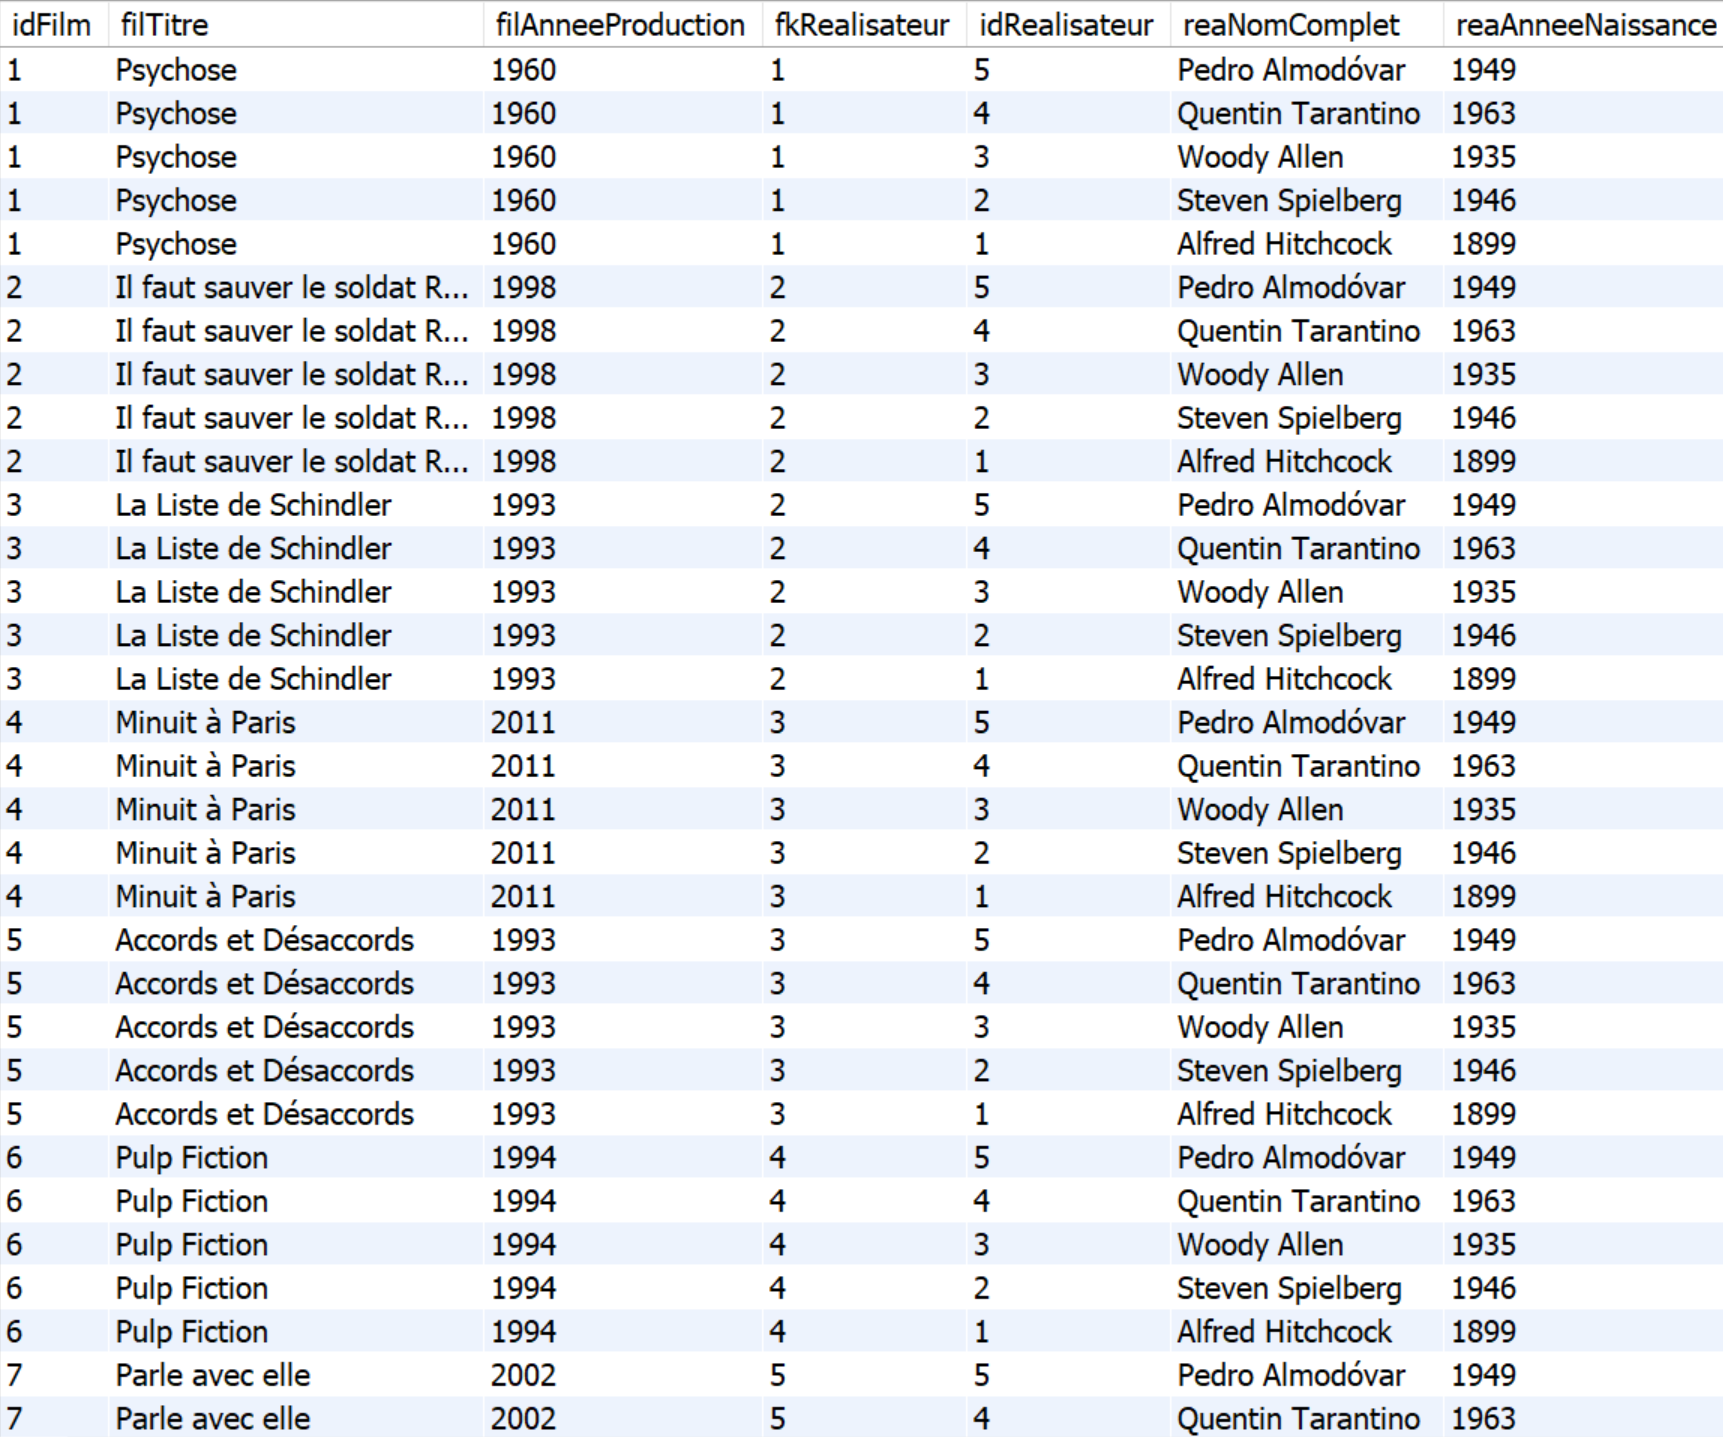 idFilm filTitre filAnneeProduction fkRealisateur idRealisateur reaNomComplet reaAnneeNaissance
1 Psychose 1960 1 5 Pedro Almodóvar 1949
1 Psychose 1960 1 4 Quentin Tarantino 1963
1 Psychose 1960 1 3 Woody Allen 1935
1 Psychose 1960 1 2 Steven Spielberg 1946
1 Psychose 1960 1 1 Alfred Hitchcock 1899
2 Il faut sauver le soldat R... 1998 2 5 Pedro Almodóvar 1949
2 Il faut sauver le soldat R... 1998 2 4 Quentin Tarantino 1963
2 Il faut sauver le soldat R... 1998 2 3 Woody Allen 1935
2 Il faut sauver le soldat R... 1998 2 2 Steven Spielberg 1946
2 Il faut sauver le soldat R... 1998 2 1 Alfred Hitchcock 1899
3 La Liste de Schindler 1993 2 5 Pedro Almodóvar 1949
3 La Liste de Schindler 1993 2 4 Quentin Tarantino 1963
3 La Liste de Schindler 1993 2 3 Woody Allen 1935
3 La Liste de Schindler 1993 2 2 Steven Spielberg 1946
3 La Liste de Schindler 1993 2 1 Alfred Hitchcock 1899
4 Minuit à Paris 2011 3 5 Pedro Almodóvar 1949
4 Minuit à Paris 2011 3 4 Quentin Tarantino 1963
4 Minuit à Paris 2011 3 3 Woody Allen 1935
4 Minuit à Paris 2011 3 2 Steven Spielberg 1946
4 Minuit à Paris 2011 3 1 Alfred Hitchcock 1899
5 Accords et Désaccords 1993 3 5 Pedro Almodóvar 1949
5 Accords et Désaccords 1993 3 4 Quentin Tarantino 1963
5 Accords et Désaccords 1993 3 3 Woody Allen 1935
5 Accords et Désaccords 1993 3 2 Steven Spielberg 1946
5 Accords et Désaccords 1993 3 1 Alfred Hitchcock 1899
6 Pulp Fiction 1994 4 5 Pedro Almodóvar 1949
6 Pulp Fiction 1994 4 4 Quentin Tarantino 1963
6 Pulp Fiction 1994 4 3 Woody Allen 1935
6 Pulp Fiction 1994 4 2 Steven Spielberg 1946
6 Pulp Fiction 1994 4 1 Alfred Hitchcock 1899
7 Parle avec elle 2002 5 5 Pedro Almodóvar 1949
7 Parle avec elle 2002 5 4 Quentin Tarantino 1963